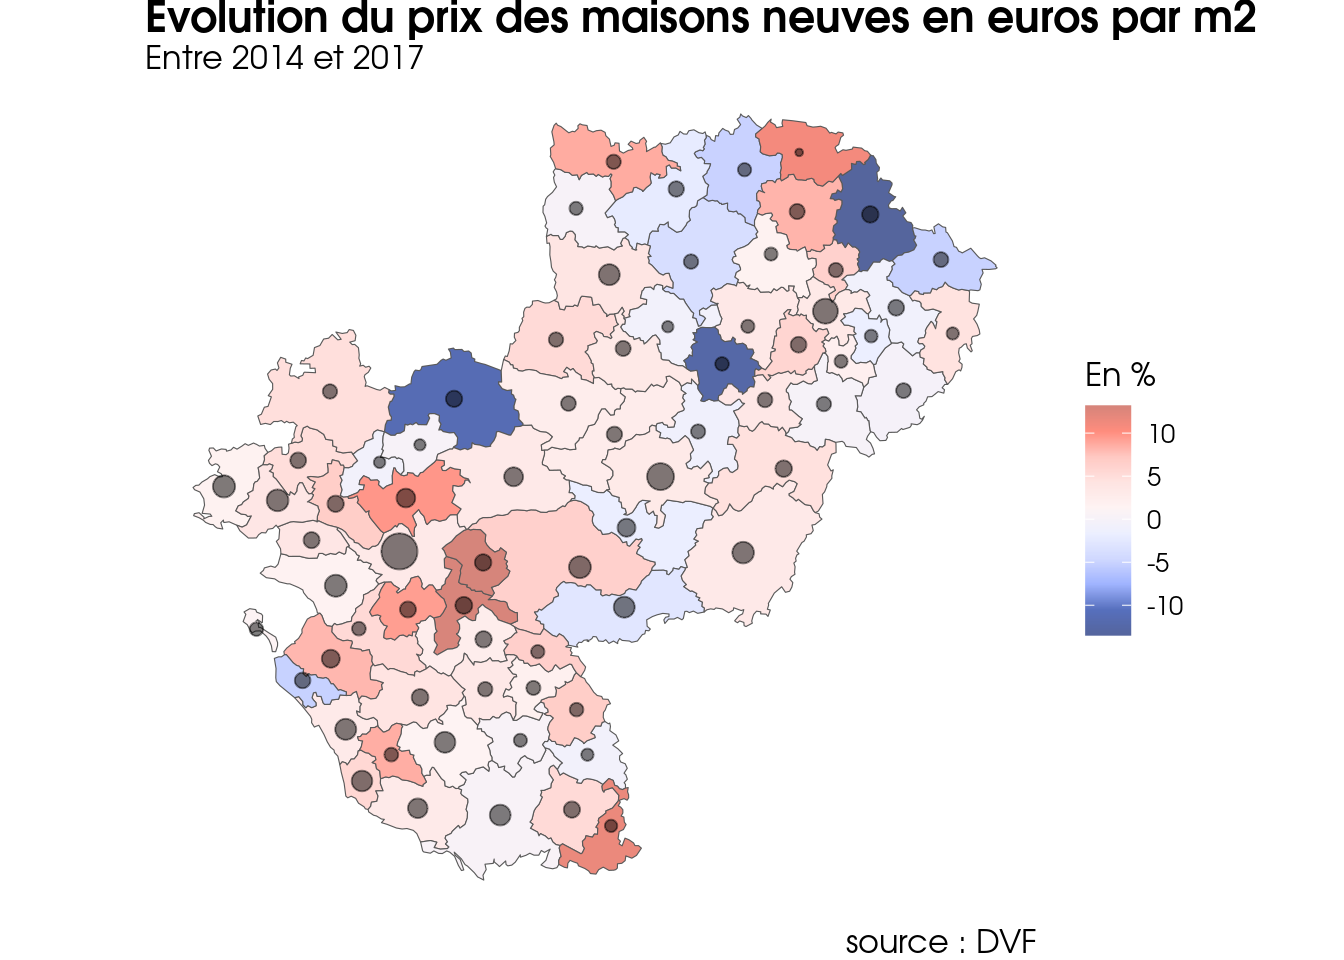 Evolution du prix des maisons neuves en euros par m2
Entre 2014 et 2017
En %
10
5
0
-5
-10
source : DVF